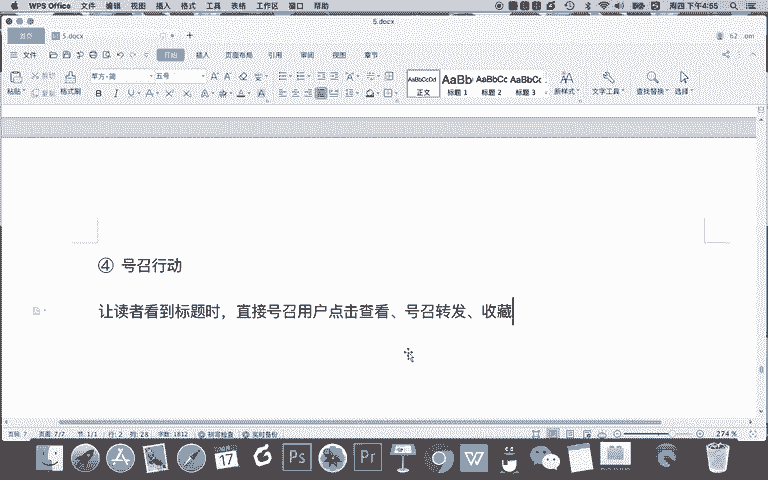 WPS Office 文件 编辑 视图 插入 格式 工具 表格 工作区 窗口 帮助
周四 下午4:55
5.docx
首页 5.docx +
文件 开始 插入 页面布局 引用 审阅 视图 章节
粘贴 剪切 复制 格式刷
五号
AaBbCcDd AaBb AaBbCc AaBbC
正文 标题 1 标题 2 标题 3
新样式 文字工具 查找替换 选择
④ 号召行动
让读者看到标题时，直接号召用户点击查看、号召转发、收藏
页码: 7 页面: 7/7 节: 1/1 行: 2 列: 28 字数: 1812 拼写检查 实时备份
274 %
17
Ps
Pr
W